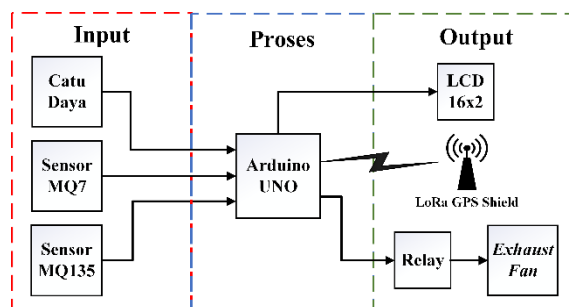 Input
Catu
Daya
Sensor
MQ7
Sensor
MQ135
Proses
Arduino
UNO
Output
LCD
16x2
LoRa GPS Shield
Relay
Exhaust
Fan